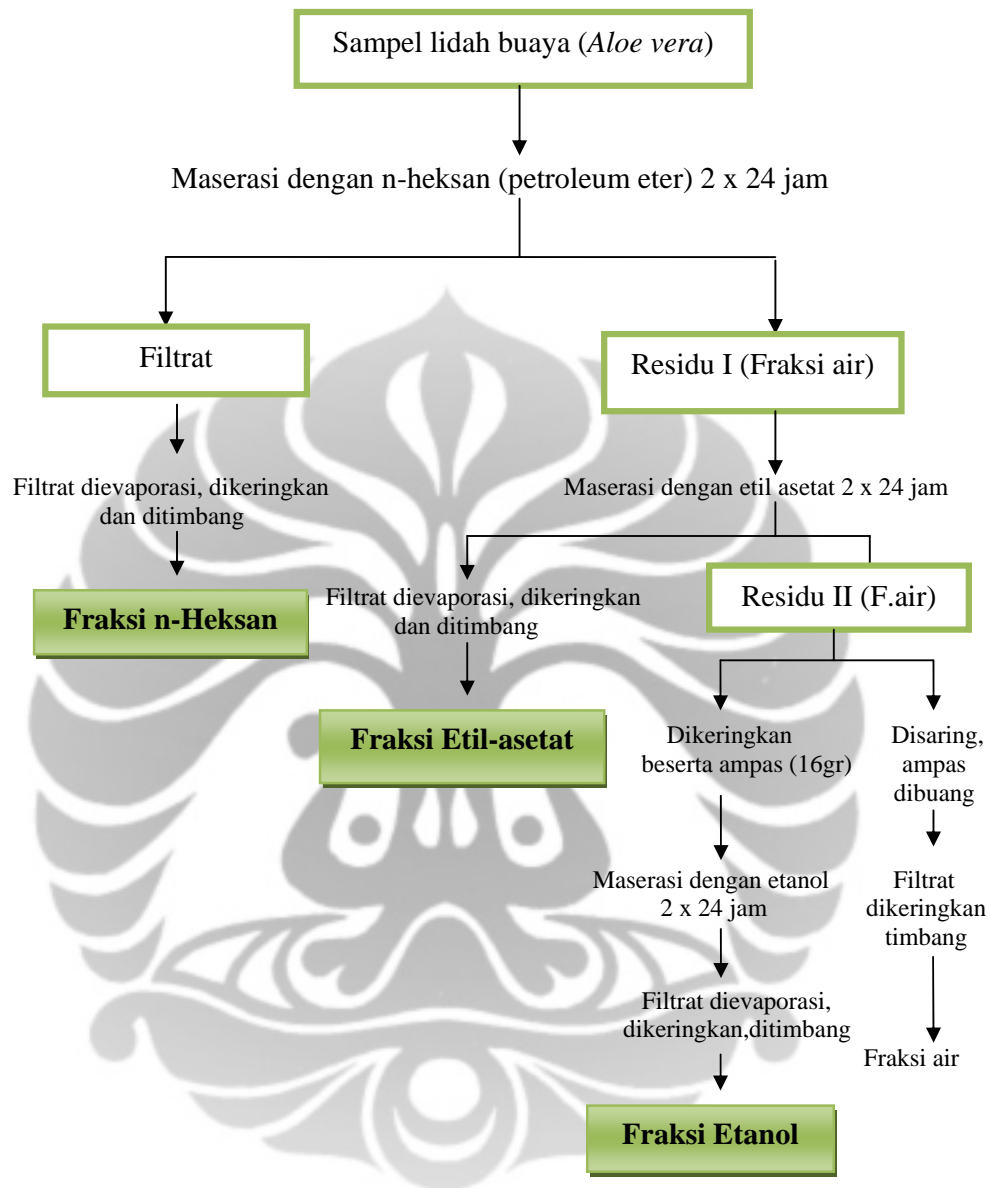 Sampel lidah buaya (Aloe vera)
Maserasi dengan n-heksan (petroleum eter) 2 x 24 jam
Filtrat
Residu I (Fraksi air)
Filtrat dievaporasi, dikeringkan
dan ditimbang
Maserasi dengan etil asetat 2 x 24 jam
Fraksi n-Heksan
Filtrat dievaporasi, dikeringkan
dan ditimbang
Residu II (F.air)
Fraksi Etil-asetat
Dikeringkan
beserta ampas (16gr)
Disaring,
ampas
dibuang
Maserasi dengan etanol
2 x 24 jam
Filtrat
dikeringkan
timbang
Filtrat dievaporasi,
dikeringkan,ditimbang
Fraksi air
Fraksi Etanol